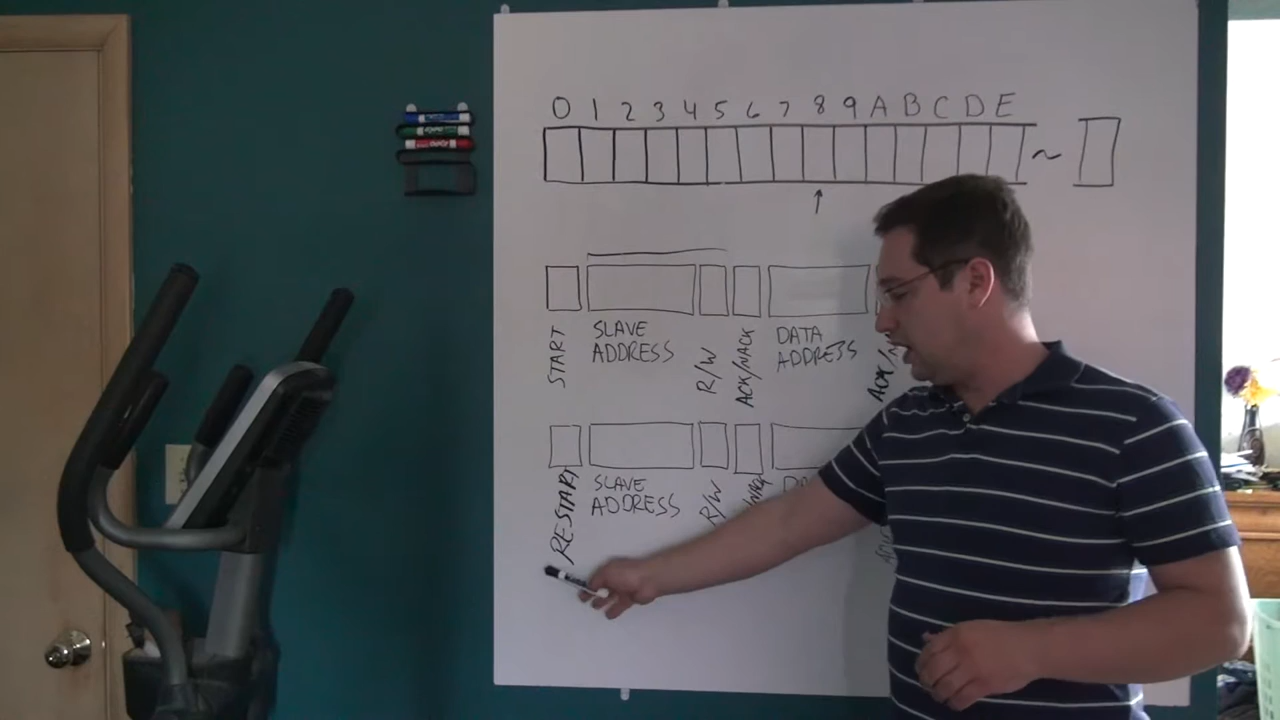 0 1 2 3 4 5 6 7 8 9 A B C D E
START
SLAVE
ADDRESS
R/W
ACK/NACK
DATA
ADDRESS
RESTART
SLAVE
ADDRESS
R/W